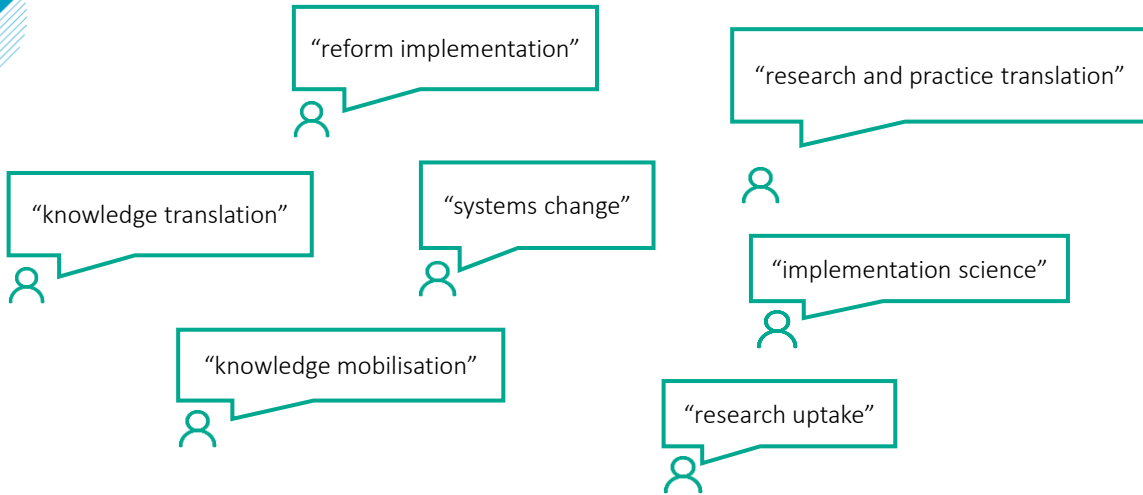 “reform implementation”
“research and practice translation”
“knowledge translation”
“systems change”
“implementation science”
“knowledge mobilisation”
“research uptake”